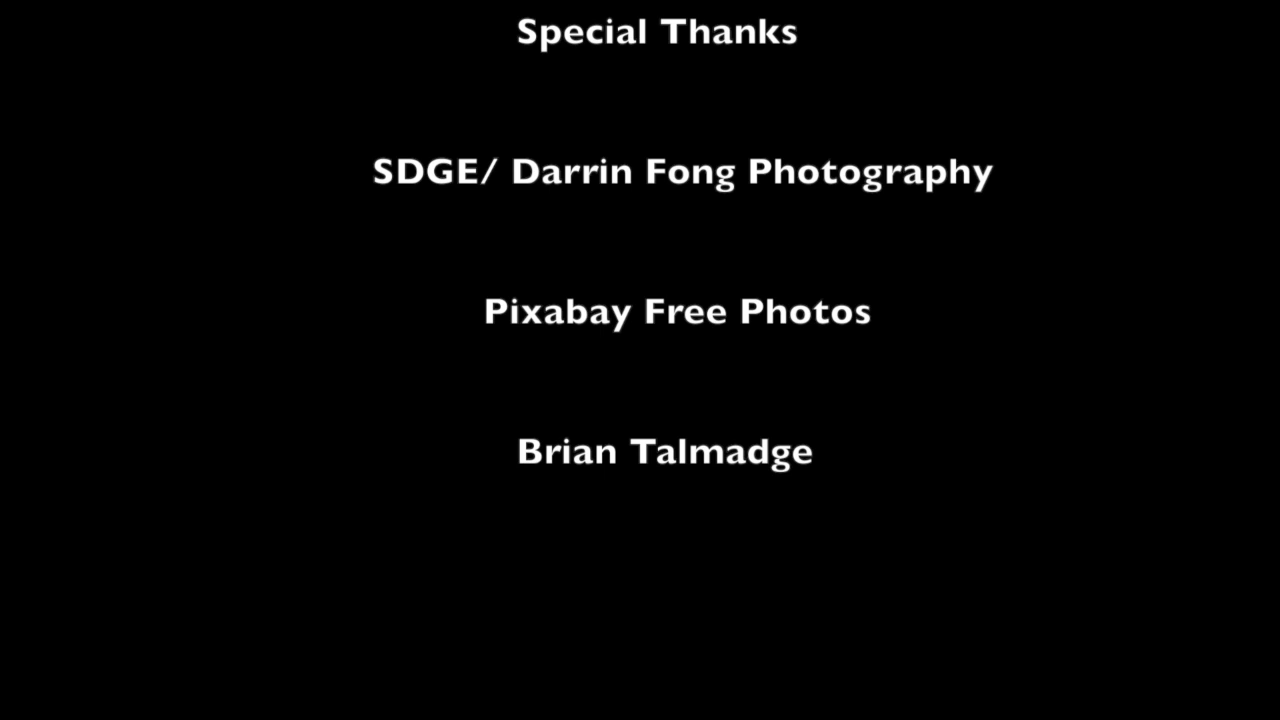 Special Thanks
SDGE/ Darrin Fong Photography
Pixabay Free Photos
Brian Talmadge